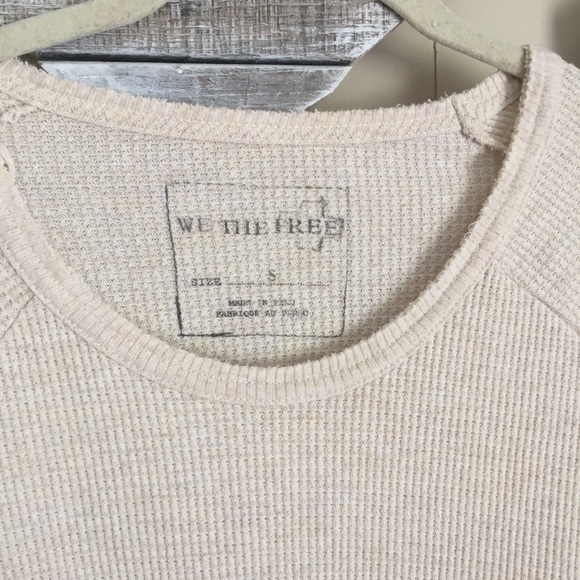 WE THE FREE
SIZE S
MADE IN PERU
FABRIQUE AU PEROU